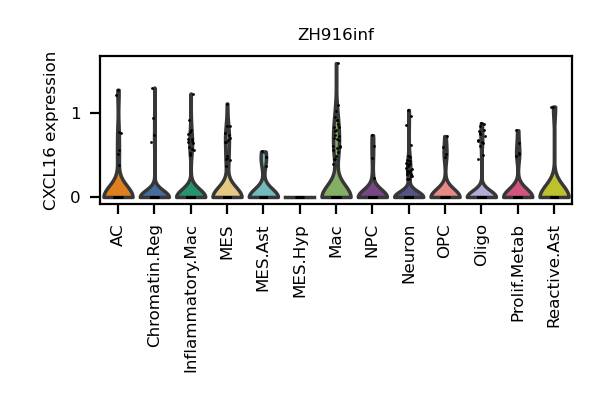 ZH916inf
CXCL16 expression
1
0
AC
Chromatin.Reg
Inflammatory.Mac
MES
MES.Ast
MES.Hyp
Mac
NPC
Neuron
OPC
Oligo
Prolif.Metab
Reactive.Ast